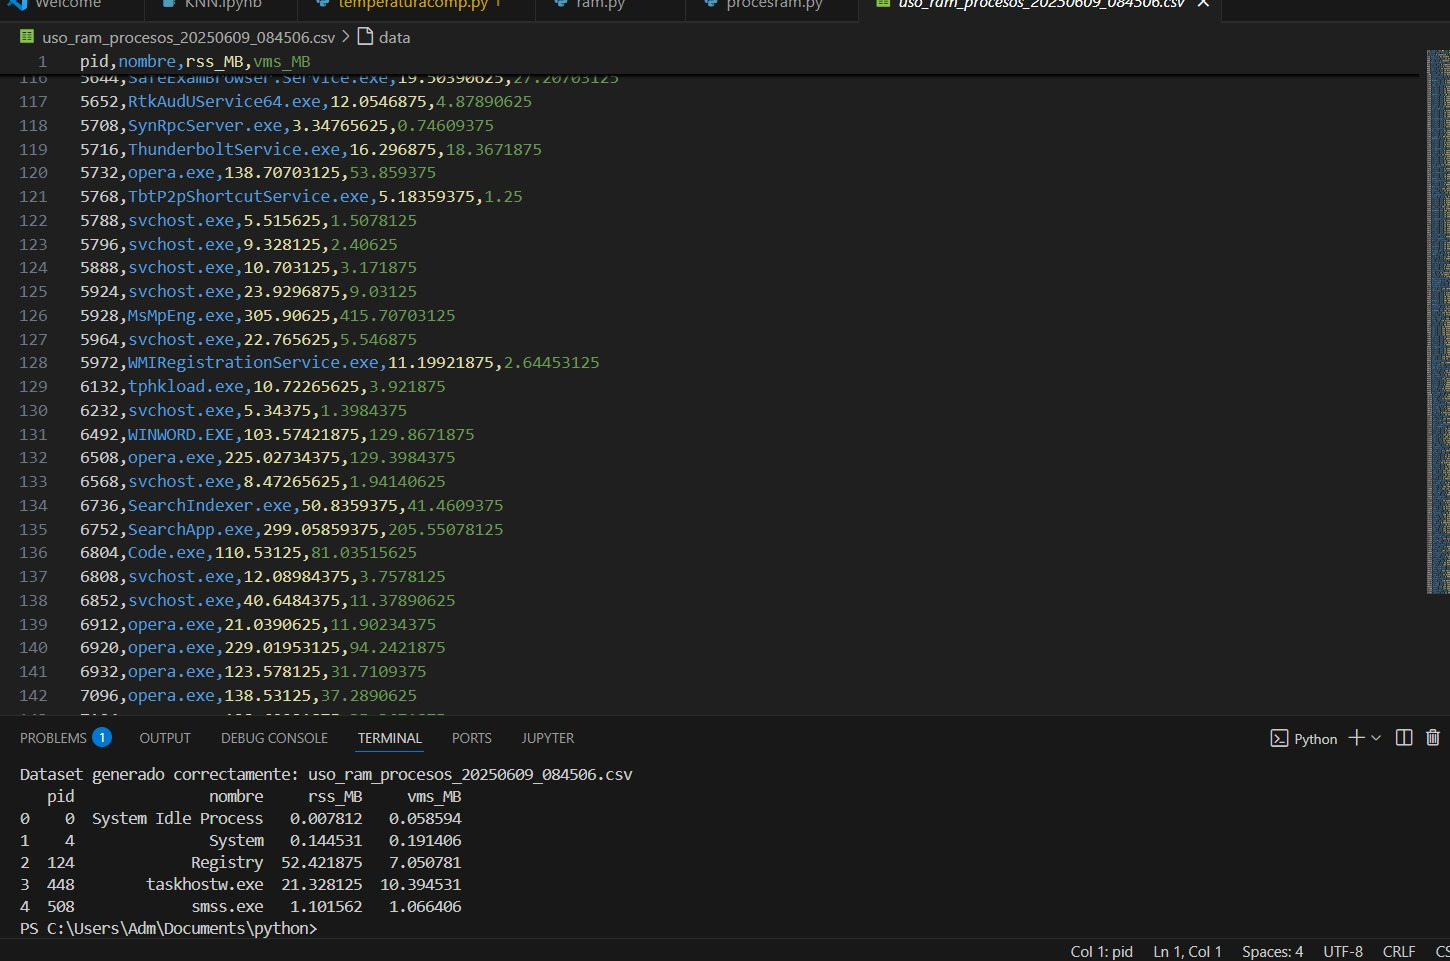 Welcome KNN.ipynb temperaturacomp.py 1 ram.py procesram.py uso_ram_procesos_20250609_084506.csv
uso_ram_procesos_20250609_084506.csv > data
1 pid,nombre,rss_MB,vms_MB
116 5644,SafeExamBrowser.Service.exe,19.50390625,27.20703125
117 5652,RtkAudUService64.exe,12.0546875,4.87890625
118 5708,SynRpcServer.exe,3.34765625,0.74609375
119 5716,ThunderboltService.exe,16.296875,18.3671875
120 5732,opera.exe,138.70703125,53.859375
121 5768,TbtP2pShortcutService.exe,5.18359375,1.25
122 5788,svchost.exe,5.515625,1.5078125
123 5796,svchost.exe,9.328125,2.40625
124 5888,svchost.exe,10.703125,3.171875
125 5924,svchost.exe,23.9296875,9.03125
126 5928,MsMpEng.exe,305.90625,415.70703125
127 5964,svchost.exe,22.765625,5.546875
128 5972,WMIRegistrationService.exe,11.19921875,2.64453125
129 6132,tphkload.exe,10.72265625,3.921875
130 6232,svchost.exe,5.34375,1.3984375
131 6492,WINWORD.EXE,103.57421875,129.8671875
132 6508,opera.exe,225.02734375,129.3984375
133 6568,svchost.exe,8.47265625,1.94140625
134 6736,SearchIndexer.exe,50.8359375,41.4609375
135 6752,SearchApp.exe,299.05859375,205.55078125
136 6804,Code.exe,110.53125,81.03515625
137 6808,svchost.exe,12.08984375,3.7578125
138 6852,svchost.exe,40.6484375,11.37890625
139 6912,opera.exe,21.0390625,11.90234375
140 6920,opera.exe,229.01953125,94.2421875
141 6932,opera.exe,123.578125,31.7109375
142 7096,opera.exe,138.53125,37.2890625
PROBLEMS 1 OUTPUT DEBUG CONSOLE TERMINAL PORTS JUPYTER Python
Dataset generado correctamente: uso_ram_procesos_20250609_084506.csv
pid nombre rss_MB vms_MB
0 0 System Idle Process 0.007812 0.058594
1 4 System 0.144531 0.191406
2 124 Registry 52.421875 7.050781
3 448 taskhostw.exe 21.328125 10.394531
4 508 smss.exe 1.101562 1.066406
PS C:\Users\Adm\Documents\python>
Col 1: pid Ln 1, Col 1 Spaces: 4 UTF-8 CRLF CS